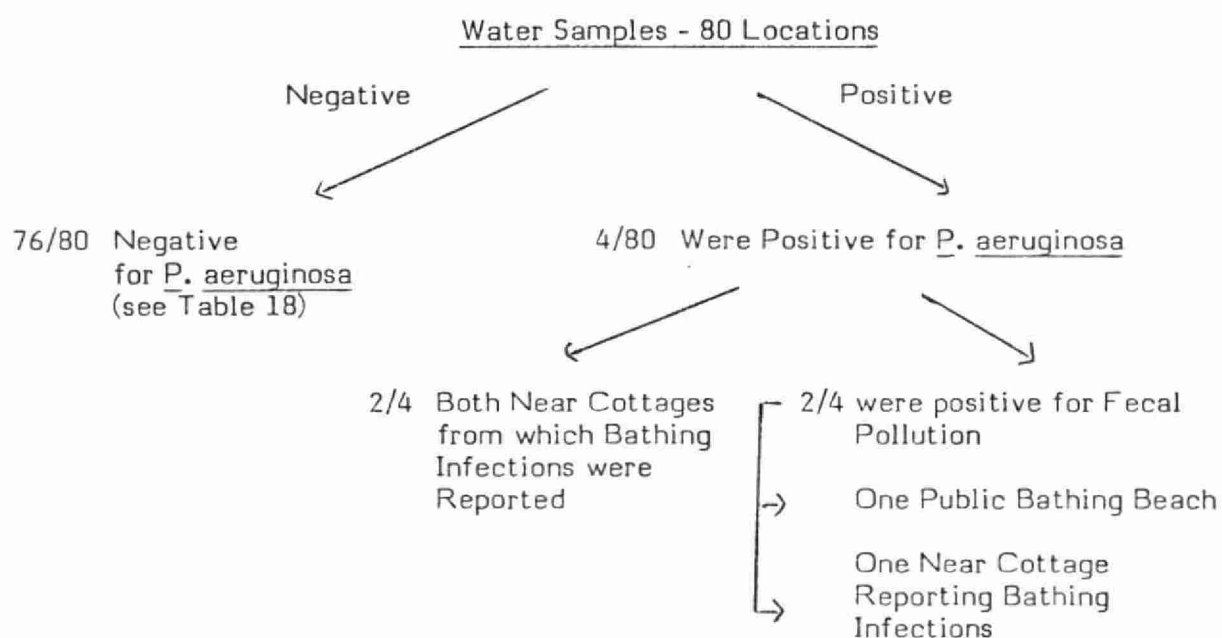 Water Samples - 80 Locations
Negative
Positive
76/80 Negative
for P. aeruginosa
(see Table 18)
4/80 Were Positive for P. aeruginosa
2/4 Both Near Cottages
from which Bathing
Infections were
Reported
2/4 were positive for Fecal
Pollution
One Public Bathing Beach
One Near Cottage
Reporting Bathing
Infections